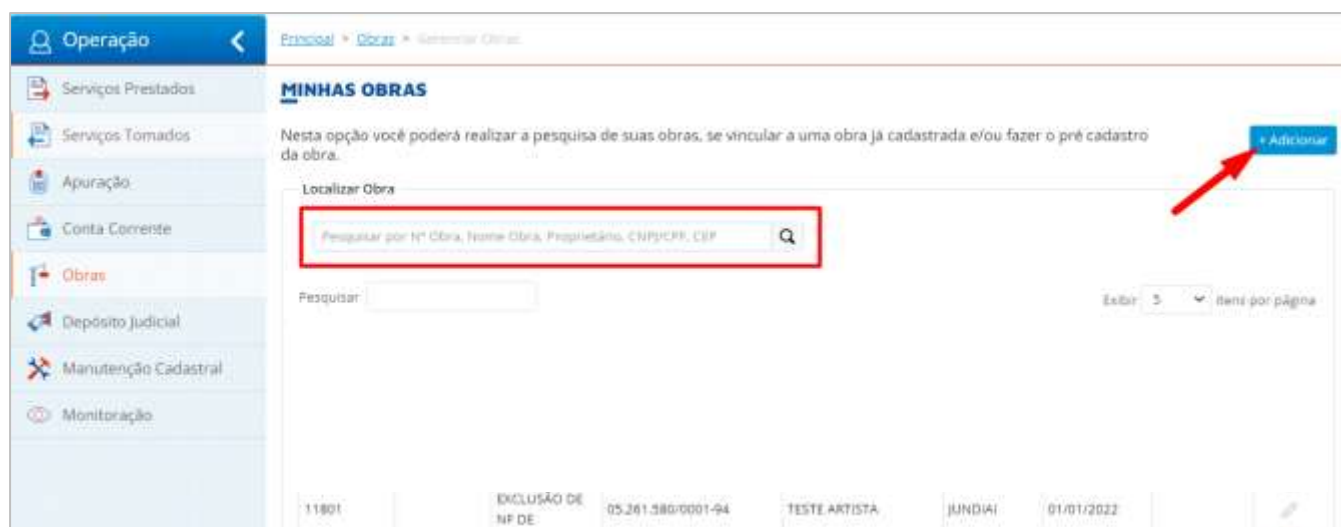 Operação
Principal > Obras > Gerenciar Obras
Serviços Prestados
MINHAS OBRAS
Serviços Tomados
Nesta opção você poderá realizar a pesquisa de suas obras, se vincular a uma obra já cadastrada e/ou fazer o pré cadastro
da obra.
+ Adicionar
Apuração
Localizar Obra
Conta Corrente
Pesquisar por Nº Obra, Nome Obra, Proprietário, CNPJ/CPF, CEP
Obras
Pesquisar
Exibir 5 itens por página
Depósito Judicial
Manutenção Cadastral
Monitoração
11801 EXCLUSÃO DE 05.261.580/0001-94 TESTE ARTISTA JUNDIAI 01/01/2022
NF DE